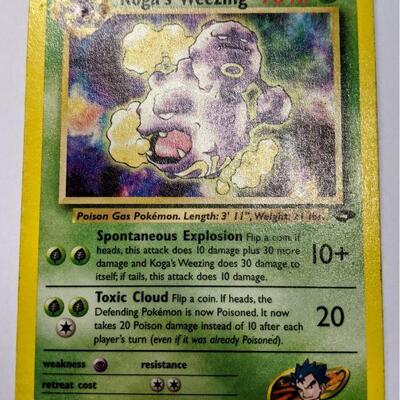 Koga's Weezing
Poison Gas Pokémon. Length: 3' 11", Weight: 21 lbs.
Spontaneous Explosion Flip a coin. if
heads, this attack does 10 damage plus 30 more
damage and Koga's Weezing does 30 damage to
itself; if tails, this attack does 10 damage.
10+
Toxic Cloud Flip a coin. If heads, the
Defending Pokémon is now Poisoned. It now
takes 20 Poison damage instead of 10 after each
player's turn (even if it was already Poisoned).
20
weakness resistance
retreat cost